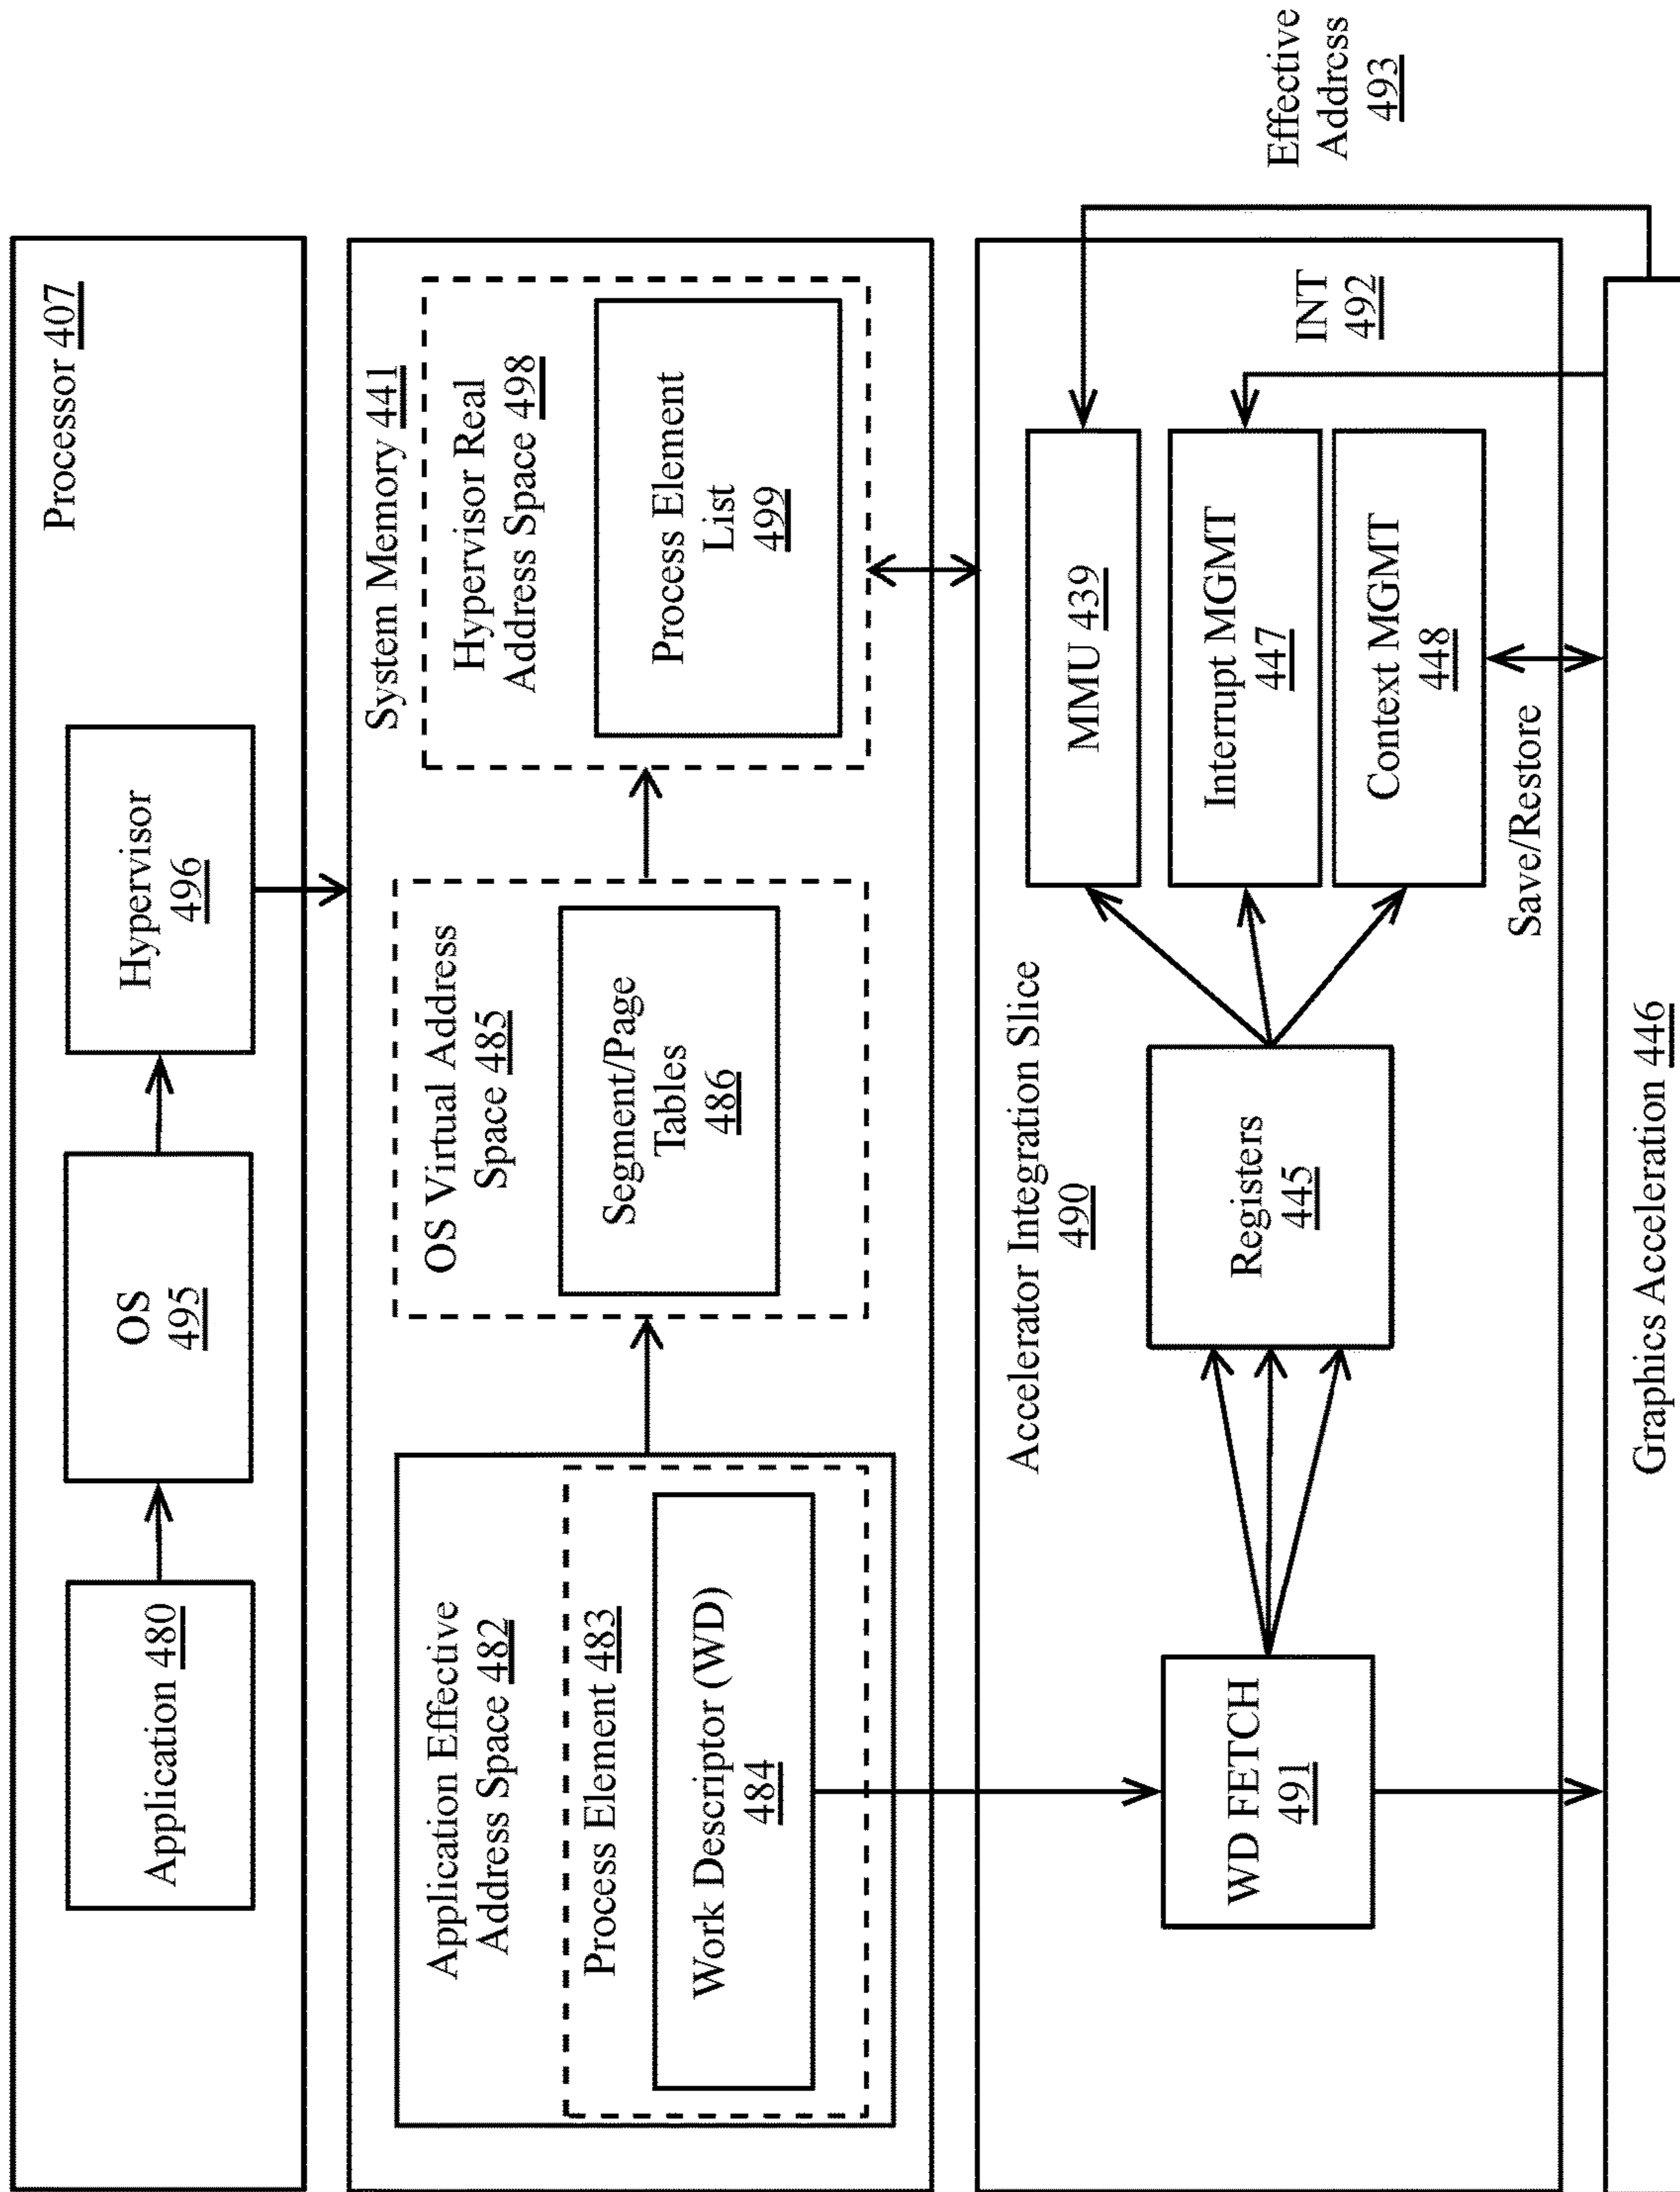 Processor 407
Application 480
OS
495
Hypervisor
496
System Memory 441
Application Effective
Address Space 482
Process Element 483
Work Descriptor (WD)
484
OS Virtual Address
Space 485
Segment/Page
Tables
486
Hypervisor Real
Address Space 498
Process Element
List
499
Accelerator Integration Slice
490
WD FETCH
491
Registers
445
MMU 439
Interrupt MGMT
447
Context MGMT
448
INT
492
Effective
Address
493
Save/Restore
Graphics Acceleration 446